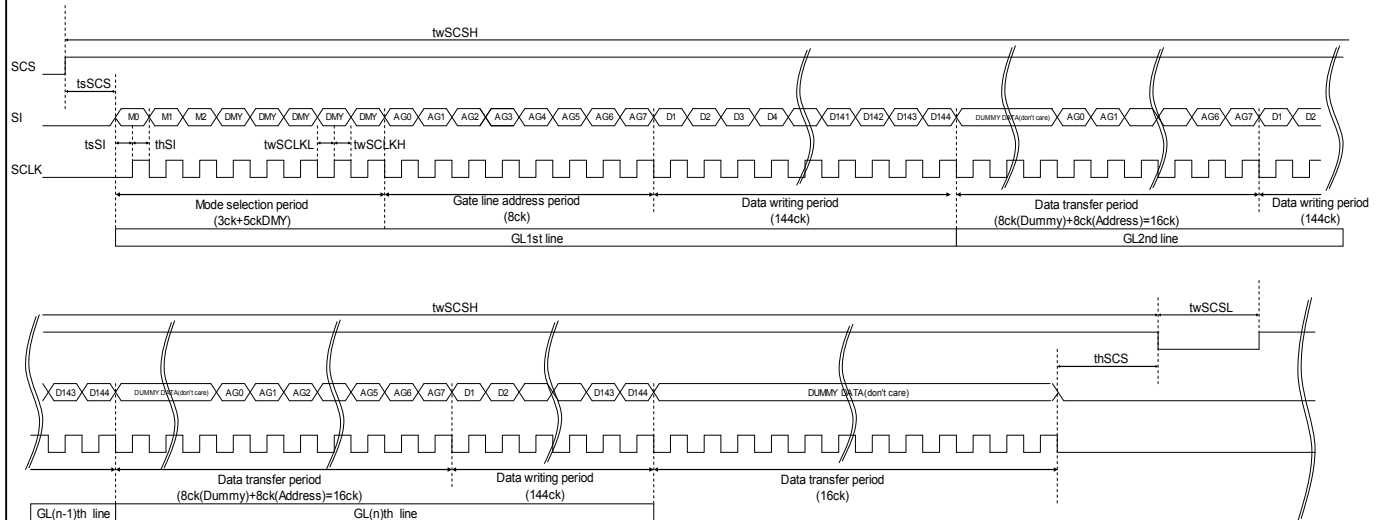 twSCSH
SCS
tsSCS
SI M0 M1 M2 DMY DMY DMY DMY DMY AG0 AG1 AG2 AG3 AG4 AG5 AG6 AG7 D1 D2 D3 D4 D141 D142 D143 D144 DUMMY DATA(don't care) AG0 AG1 AG6 AG7 D1 D2
tsSI thSI twSCLKL twSCLKH
SCLK
Mode selection period Gate line address period Data writing period Data transfer period Data writing period
(3ck+5ckDMY) (8ck) (144ck) (8ck(Dummy)+8ck(Address)=16ck) (144ck)
GL1st line GL2nd line
twSCSH twSCSL
thSCS
D143 D144 DUMMY DATA(don't care) AG0 AG1 AG2 AG5 AG6 AG7 D1 D2 D143 D144 DUMMY DATA(don't care)
Data transfer period Data writing period Data transfer period
(8ck(Dummy)+8ck(Address)=16ck) (144ck) (16ck)
GL(n-1)th line GL(n)th line